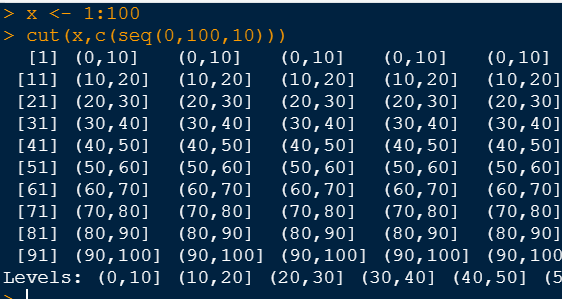 > x <- 1:100
> cut(x,c(seq(0,100,10)))
[1] (0,10] (0,10] (0,10] (0,10] (0,10]
[11] (10,20] (10,20] (10,20] (10,20] (10,20]
[21] (20,30] (20,30] (20,30] (20,30] (20,30]
[31] (30,40] (30,40] (30,40] (30,40] (30,40]
[41] (40,50] (40,50] (40,50] (40,50] (40,50]
[51] (50,60] (50,60] (50,60] (50,60] (50,60]
[61] (60,70] (60,70] (60,70] (60,70] (60,70]
[71] (70,80] (70,80] (70,80] (70,80] (70,80]
[81] (80,90] (80,90] (80,90] (80,90] (80,90]
[91] (90,100] (90,100] (90,100] (90,100] (90,100
Levels: (0,10] (10,20] (20,30] (30,40] (40,50] (5
>